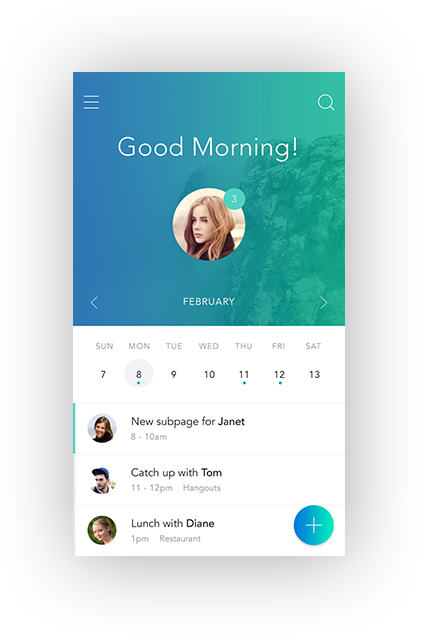 Good Morning!
3
FEBRUARY
SUN MON TUE WED THU FRI SAT
7 8 9 10 11 12 13
New subpage for Janet
8 - 10am
Catch up with Tom
11 - 12pm Hangouts
Lunch with Diane
1pm Restaurant